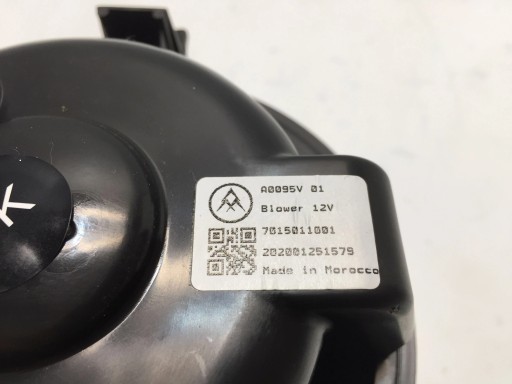 A0095V 01
Blower 12V
7015011001
202001251579
Made in Morocco
K